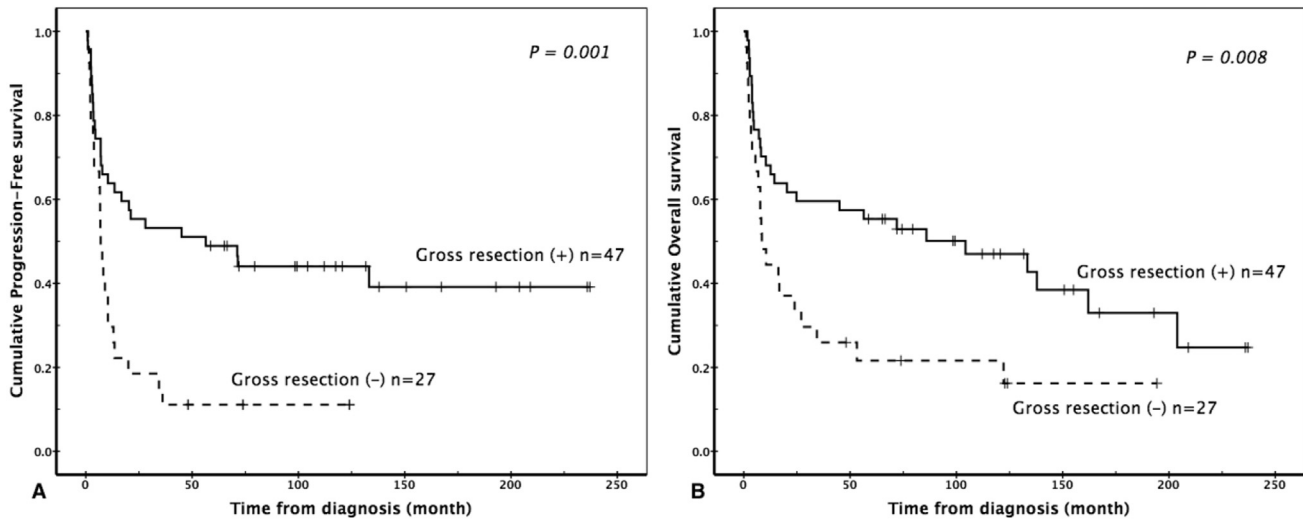 Cumulative Progression-Free survival
1.0
0.8
0.6
0.4
0.2
0.0
P = 0.001
Gross resection (+) n=47
Gross resection (-) n=27
0 50 100 150 200 250
Time from diagnosis (month)
A
Cumulative Overall survival
1.0
0.8
0.6
0.4
0.2
0.0
P = 0.008
Gross resection (+) n=47
Gross resection (-) n=27
0 50 100 150 200 250
Time from diagnosis (month)
B